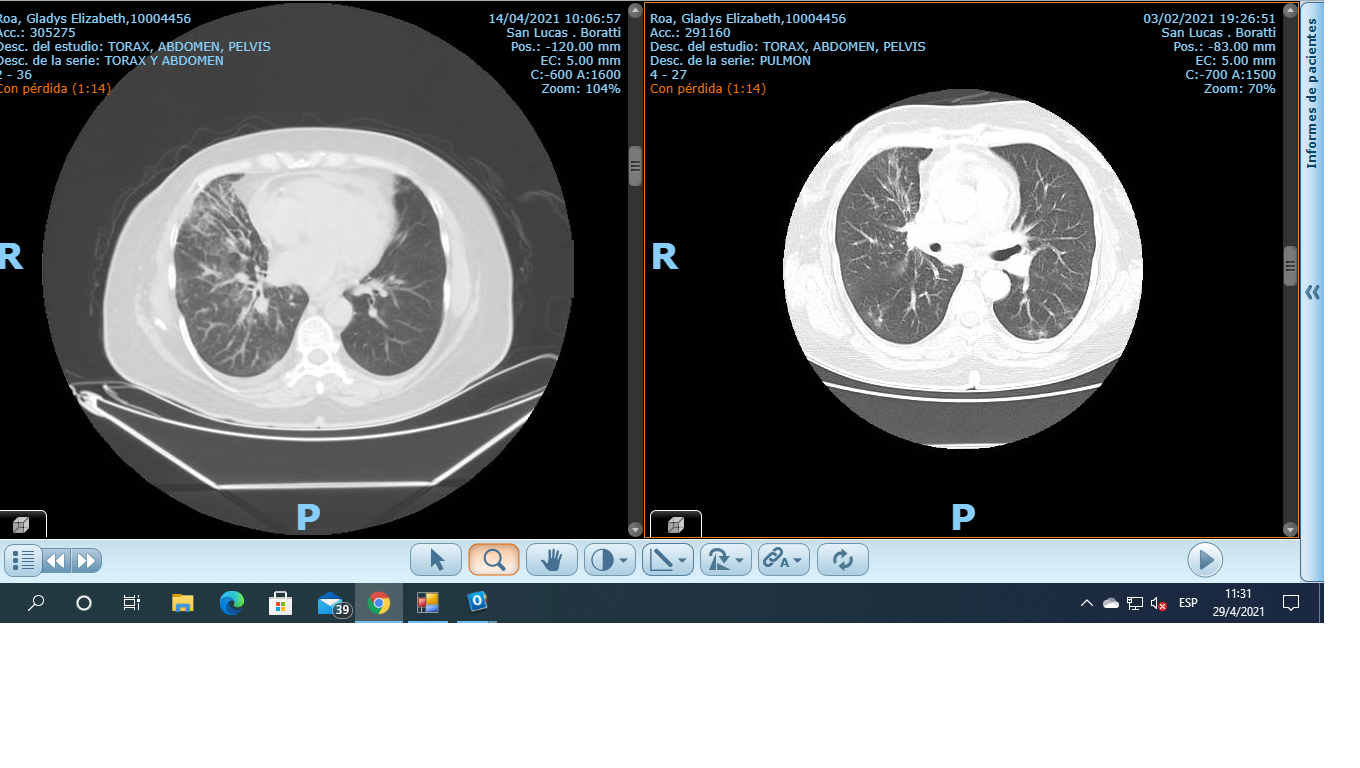 Roa, Gladys Elizabeth,10004456
Acc.: 305275
Desc. del estudio: TORAX, ABDOMEN, PELVIS
Desc. de la serie: TORAX Y ABDOMEN
2 - 36
Con pérdida (1:14)
14/04/2021 10:06:57
San Lucas . Boratti
Pos.: -120.00 mm
EC: 5.00 mm
C:-600 A:1600
Zoom: 104%
R
P
Roa, Gladys Elizabeth,10004456
Acc.: 291160
Desc. del estudio: TORAX, ABDOMEN, PELVIS
Desc. de la serie: PULMON
4 - 27
Con pérdida (1:14)
03/02/2021 19:26:51
San Lucas . Boratti
Pos.: -83.00 mm
EC: 5.00 mm
C:-700 A:1500
Zoom: 70%
R
P
Informes de pacientes
A
39
ESP
11:31
29/4/2021